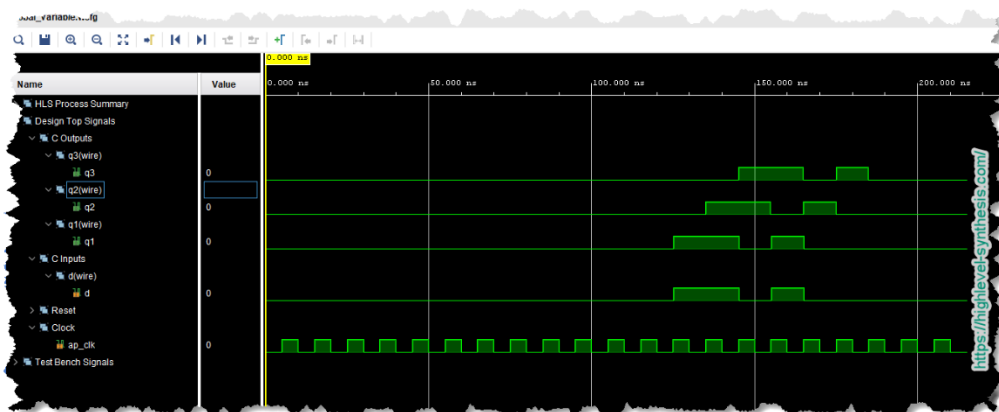 0.000 ns
Name
Value
0.000 ns
50.000 ns
100.000 ns
150.000 ns
200.000 ns
HLS Process Summary
Design Top Signals
C Outputs
q3(wire)
q3
0
q2(wire)
q2
0
q1(wire)
q1
0
C Inputs
d(wire)
d
0
Reset
Clock
ap_clk
0
Test Bench Signals
https://highlevel-synthesis.com/